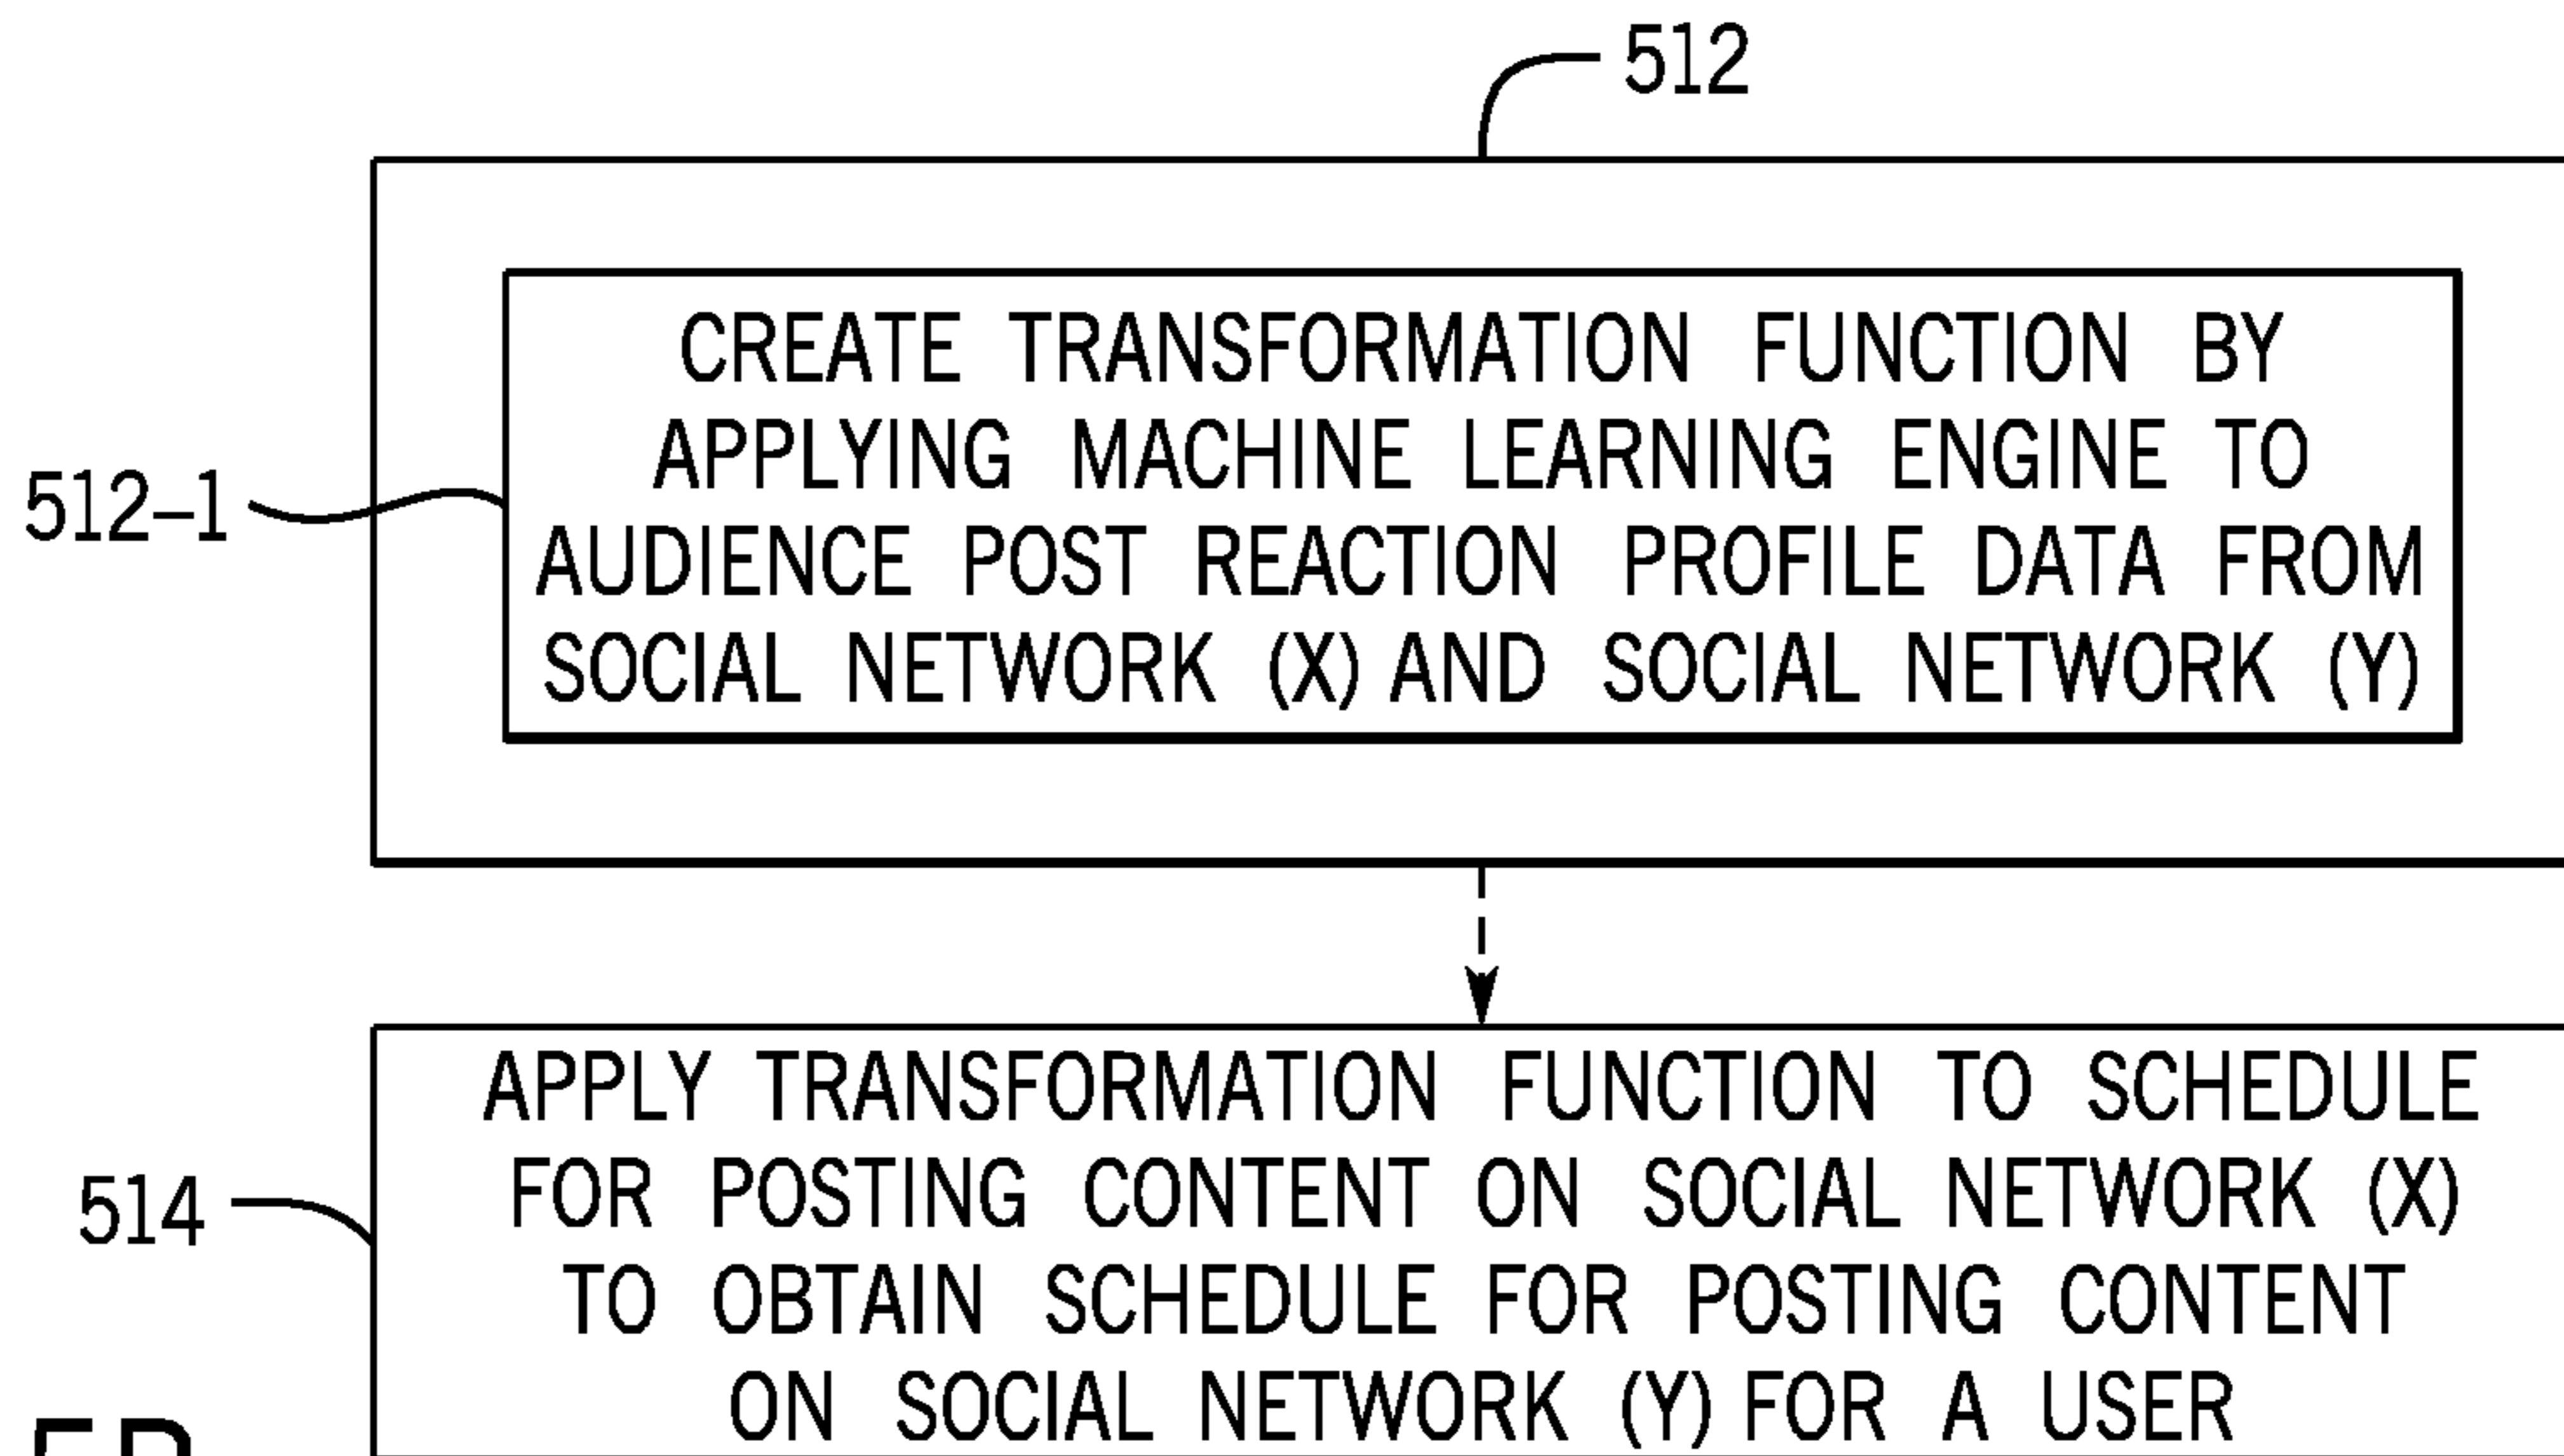 512
CREATE TRANSFORMATION FUNCTION BY
APPLYING MACHINE LEARNING ENGINE TO
512–1
AUDIENCE POST REACTION PROFILE DATA FROM
SOCIAL NETWORK (X) AND SOCIAL NETWORK (Y)
APPLY TRANSFORMATION FUNCTION TO SCHEDULE
514
FOR POSTING CONTENT ON SOCIAL NETWORK (X)
TO OBTAIN SCHEDULE FOR POSTING CONTENT
ON SOCIAL NETWORK (Y) FOR A USER